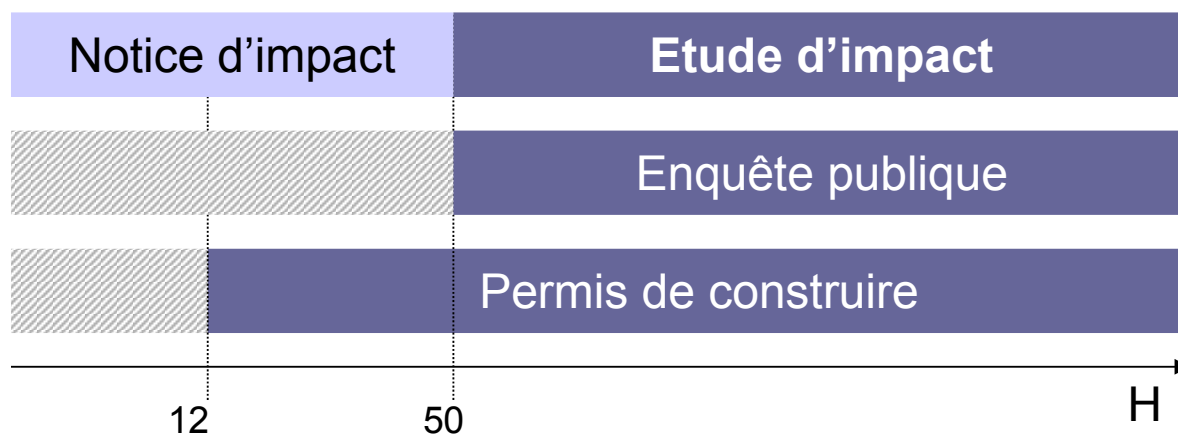 Notice d’impact
Etude d’impact
Enquête publique
Permis de construire
12
50
H